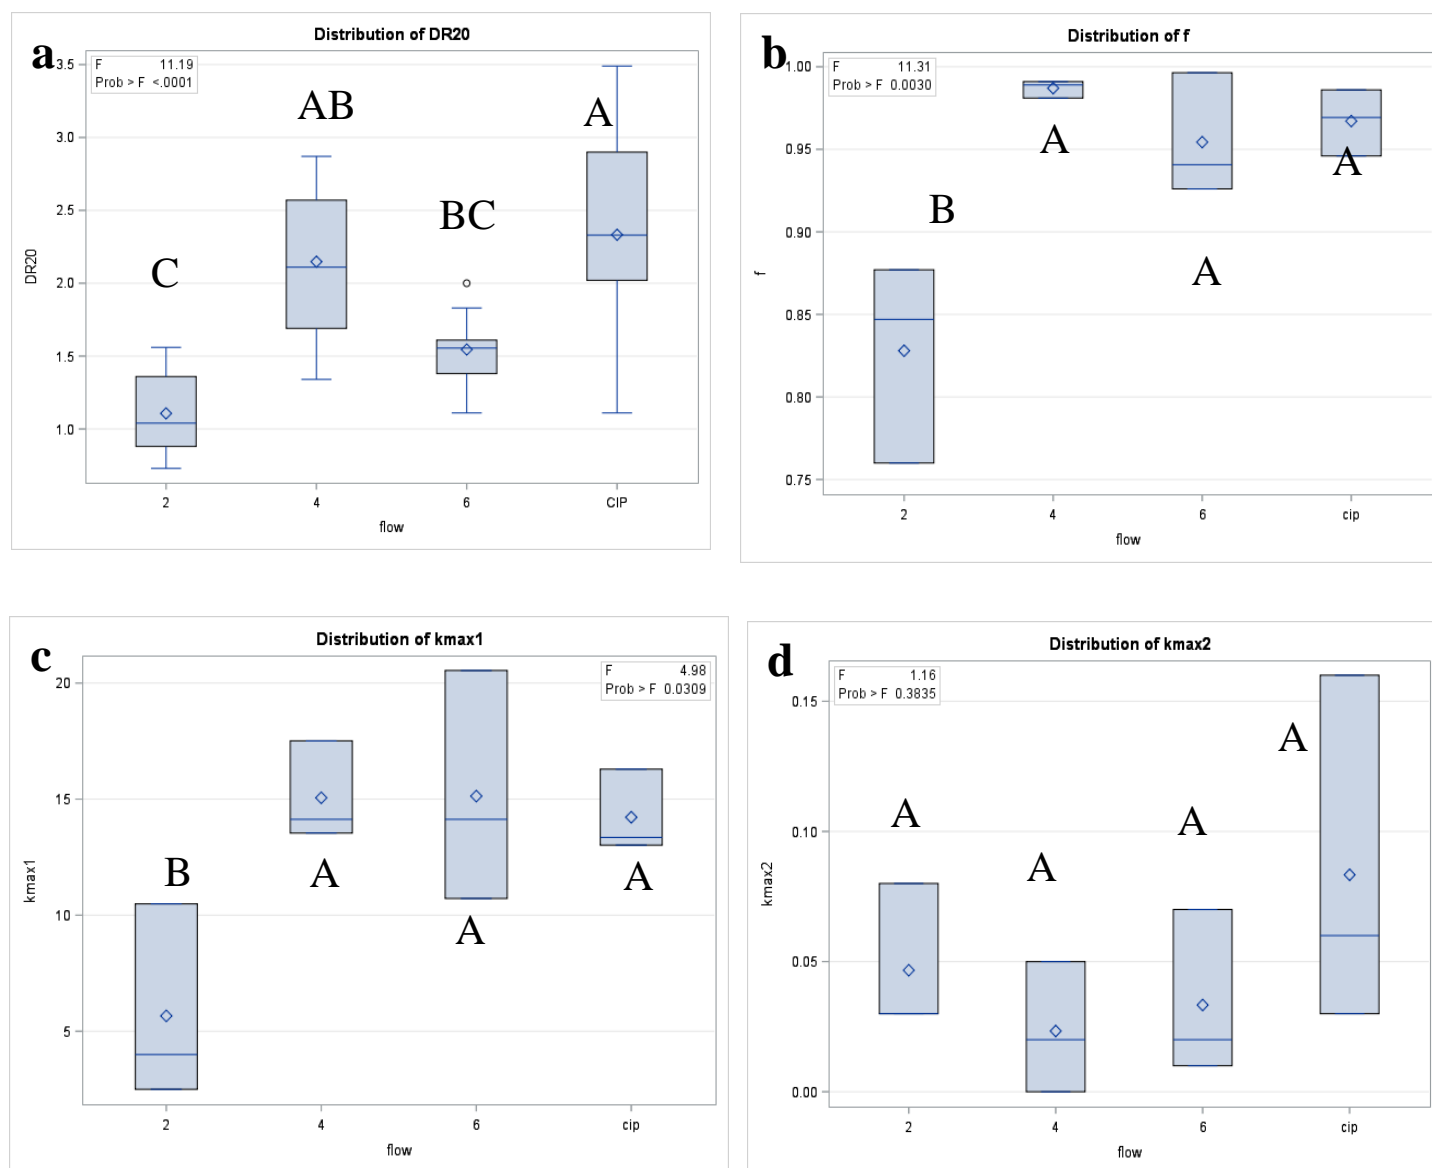 a
Distribution of DR20
F 11.19
Prob > F <.0001
3.5
3.0
2.5
2.0
1.5
1.0
DR20
C
AB
BC
A
2 4 6 CIP
flow
b
Distribution of f
F 11.31
Prob > F 0.0030
1.00
0.95
0.90
0.85
0.80
0.75
f
B
A
A
A
2 4 6 cip
flow
c
Distribution of kmax1
F 4.98
Prob > F 0.0309
20
15
10
5
kmax1
B
A
A
A
2 4 6 cip
flow
d
Distribution of kmax2
F 1.16
Prob > F 0.3835
0.15
0.10
0.05
0.00
kmax2
A
A
A
A
2 4 6 cip
flow